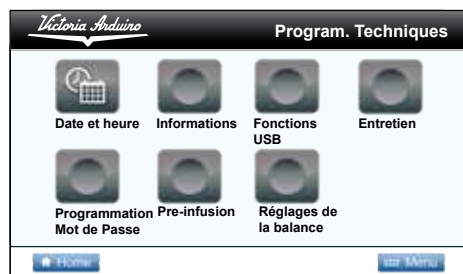 Victoria Arduino
Program. Techniques
Date et heure
Informations
Fonctions
USB
Entretien
Programmation
Mot de Passe
Pre-infusion
Réglages de
la balance
Home
Menu